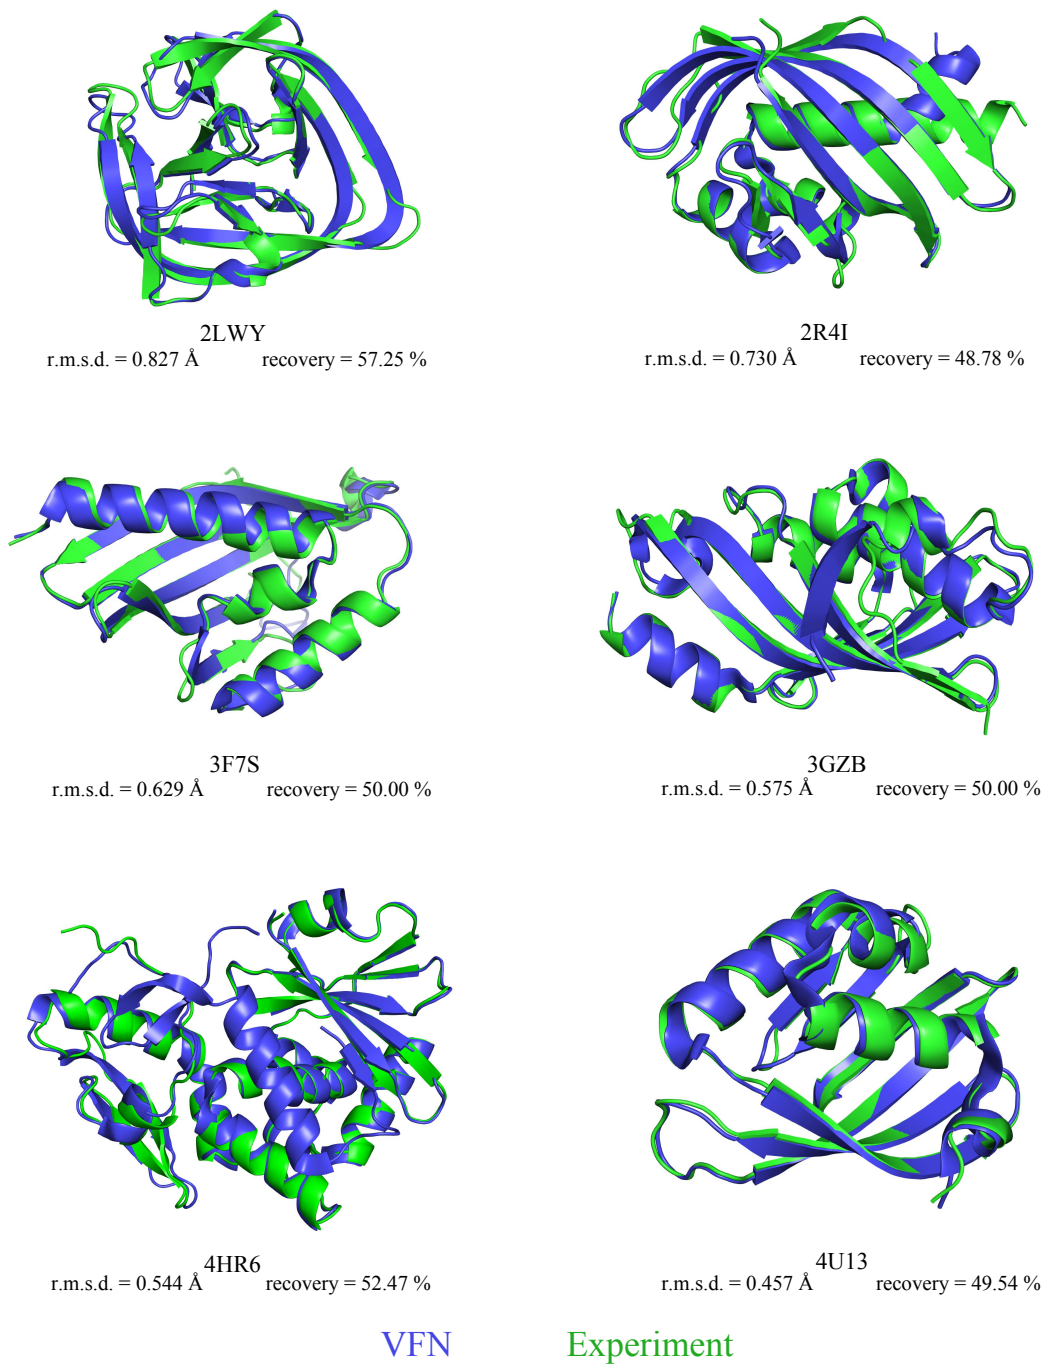 2LWY
r.m.s.d. = 0.827 Å recovery = 57.25 %
2R4I
r.m.s.d. = 0.730 Å recovery = 48.78 %
3F7S
r.m.s.d. = 0.629 Å recovery = 50.00 %
3GZB
r.m.s.d. = 0.575 Å recovery = 50.00 %
4HR6
r.m.s.d. = 0.544 Å recovery = 52.47 %
4U13
r.m.s.d. = 0.457 Å recovery = 49.54 %
VFN Experiment